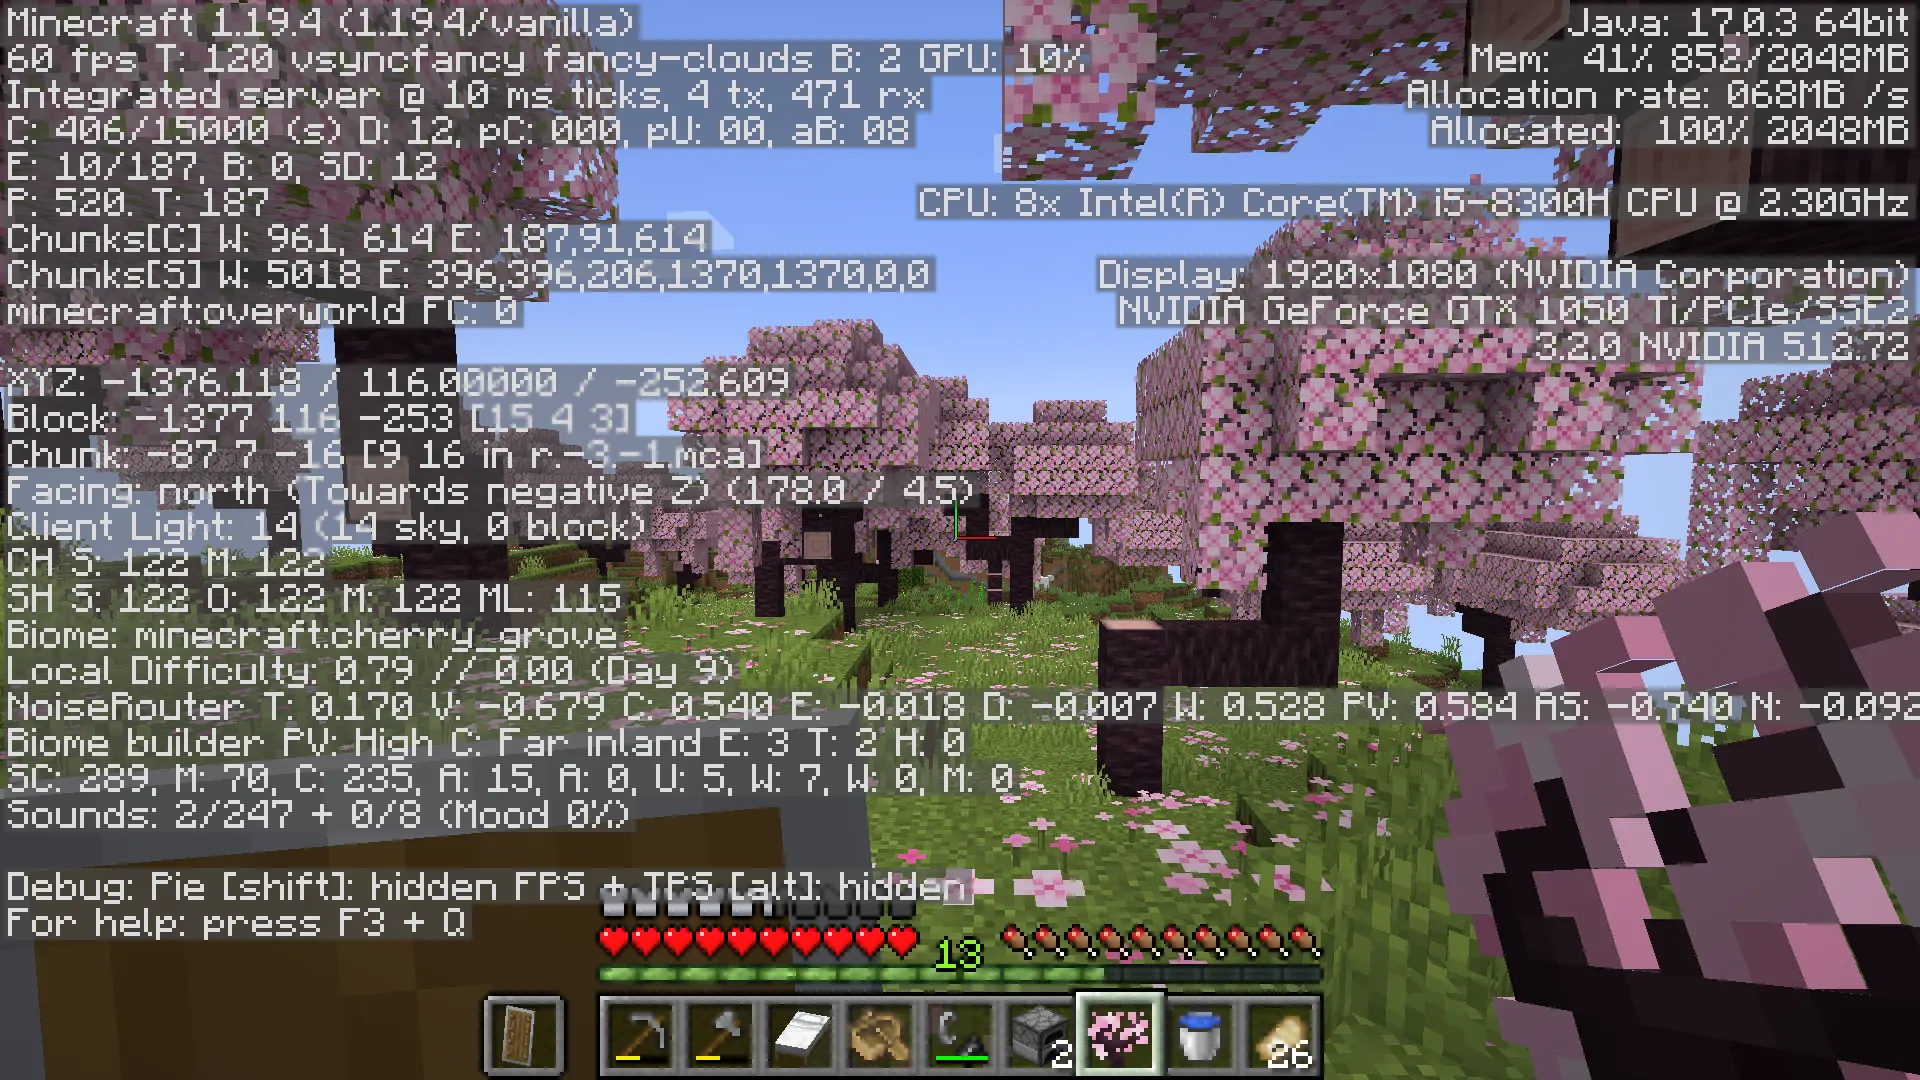 Minecraft 1.19.4 (1.19.4/vanilla)
60 fps T: 120 vsyncfancy fancy-clouds B: 2 GPU: 10%
Integrated server @ 10 ms ticks, 4 tx, 471 rx
C: 406/15000 (s) D: 12, pC: 000, pU: 00, aB: 08
E: 10/187, B: 0, SD: 12
P: 520. T: 187
Chunks[C] W: 961, 614 E: 187,91,614
Chunks[S] W: 5018 E: 396,396,206,1370,1370,0,0
minecraft:overworld FC: 0
XYZ: -1376.118 / 116.00000 / -252.609
Block: -1377 116 -253 [15 4 3]
Chunk: -87 7 -16 [9 16 in r.-3.-1.mca]
Facing: north (Towards negative Z) (178.0 / 4.5)
Client Light: 14 (14 sky, 0 block)
CH S: 122 M: 122
SH S: 122 O: 122 M: 122 ML: 115
Biome: minecraft:cherry_grove
Local Difficulty: 0.79 // 0.00 (Day 9)
NoiseRouter T: 0.170 V: -0.679 C: 0.540 E: -0.018 D: -0.007 W: 0.528 PV: 0.584 AS: -0.740 N: -0.092
Biome builder PV: High C: Far inland E: 3 T: 2 H: 0
SC: 289, M: 70, C: 235, A: 15, A: 0, U: 5, W: 7, W: 0, M: 0
Sounds: 2/247 + 0/8 (Mood 0%)
Debug: Pie [shift]: hidden FPS + TPS [alt]: hidden
For help: press F3 + Q
Java: 17.0.3 64bit
Mem: 41% 852/2048MB
Allocation rate: 068MB /s
Allocated: 100% 2048MB
CPU: 8x Intel(R) Core(TM) i5-8300H CPU @ 2.30GHz
Display: 1920x1080 (NVIDIA Corporation)
NVIDIA GeForce GTX 1050 Ti/PCIe/SSE2
3.2.0 NVIDIA 512.72
13
2
26